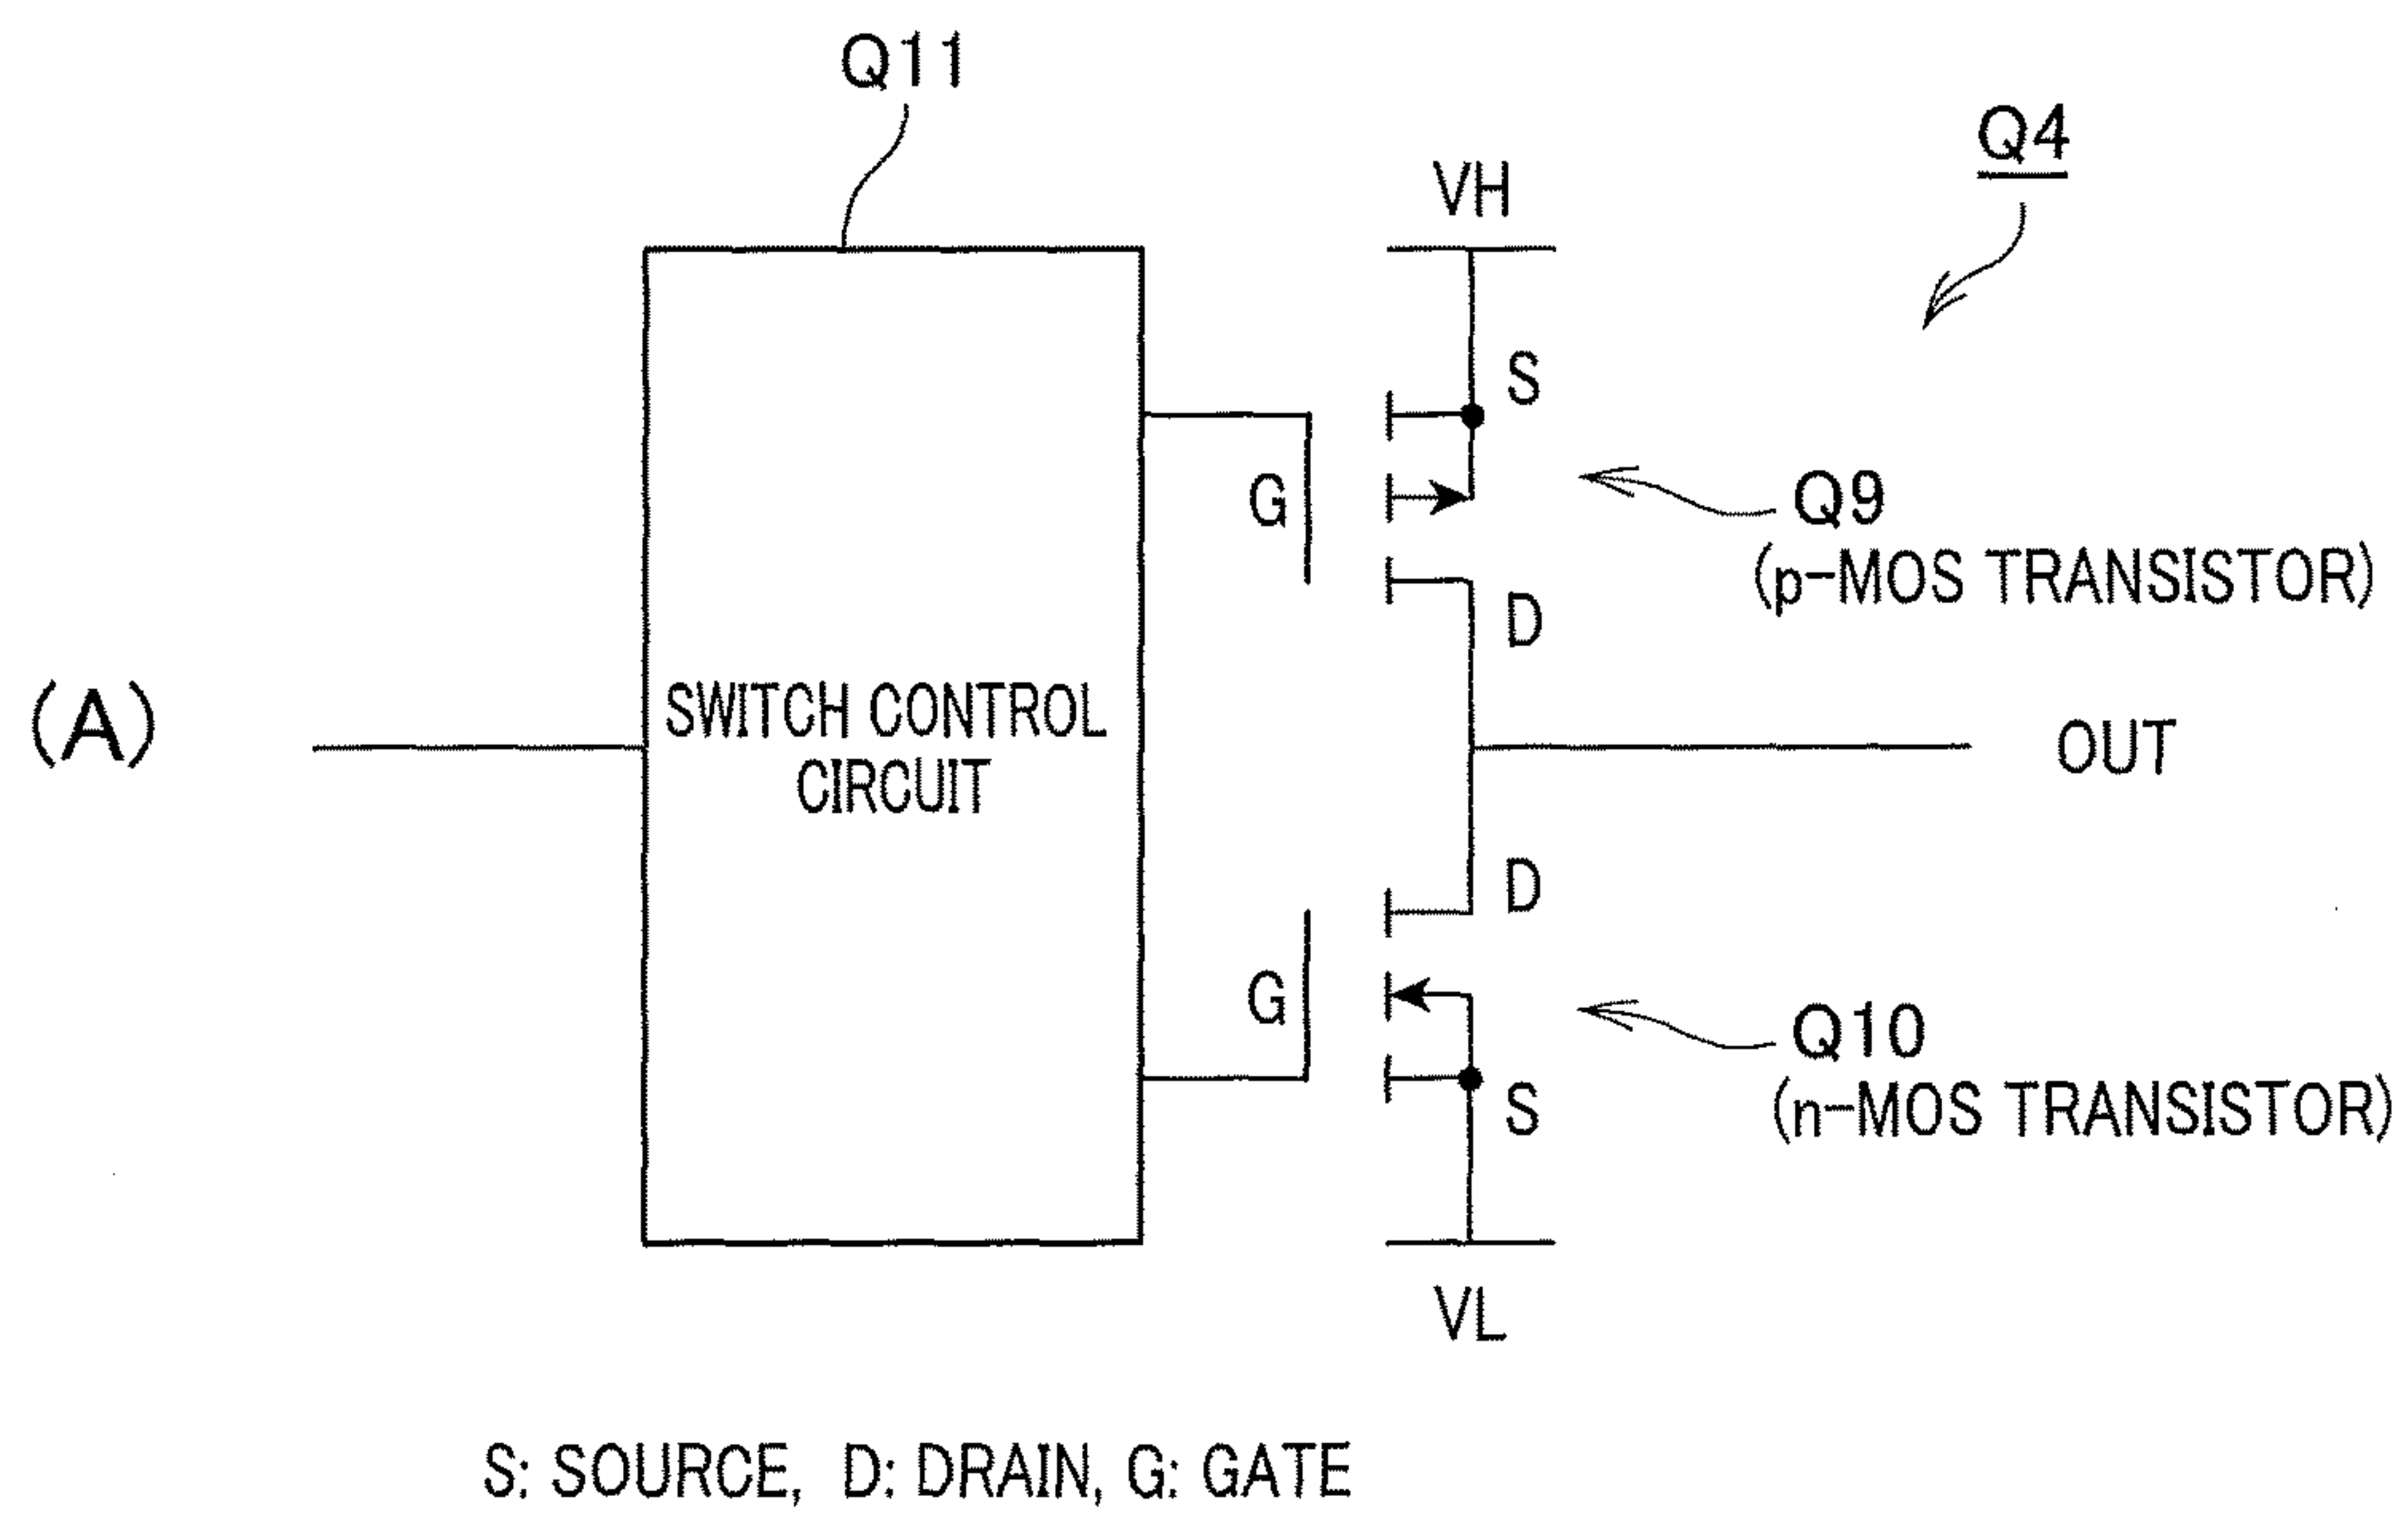 Q11
Q4
VH
S
G
Q9
(p-MOS TRANSISTOR)
D
(A)
SWITCH CONTROL
CIRCUIT
OUT
D
G
Q10
(n-MOS TRANSISTOR)
S
VL
S: SOURCE, D: DRAIN, G: GATE